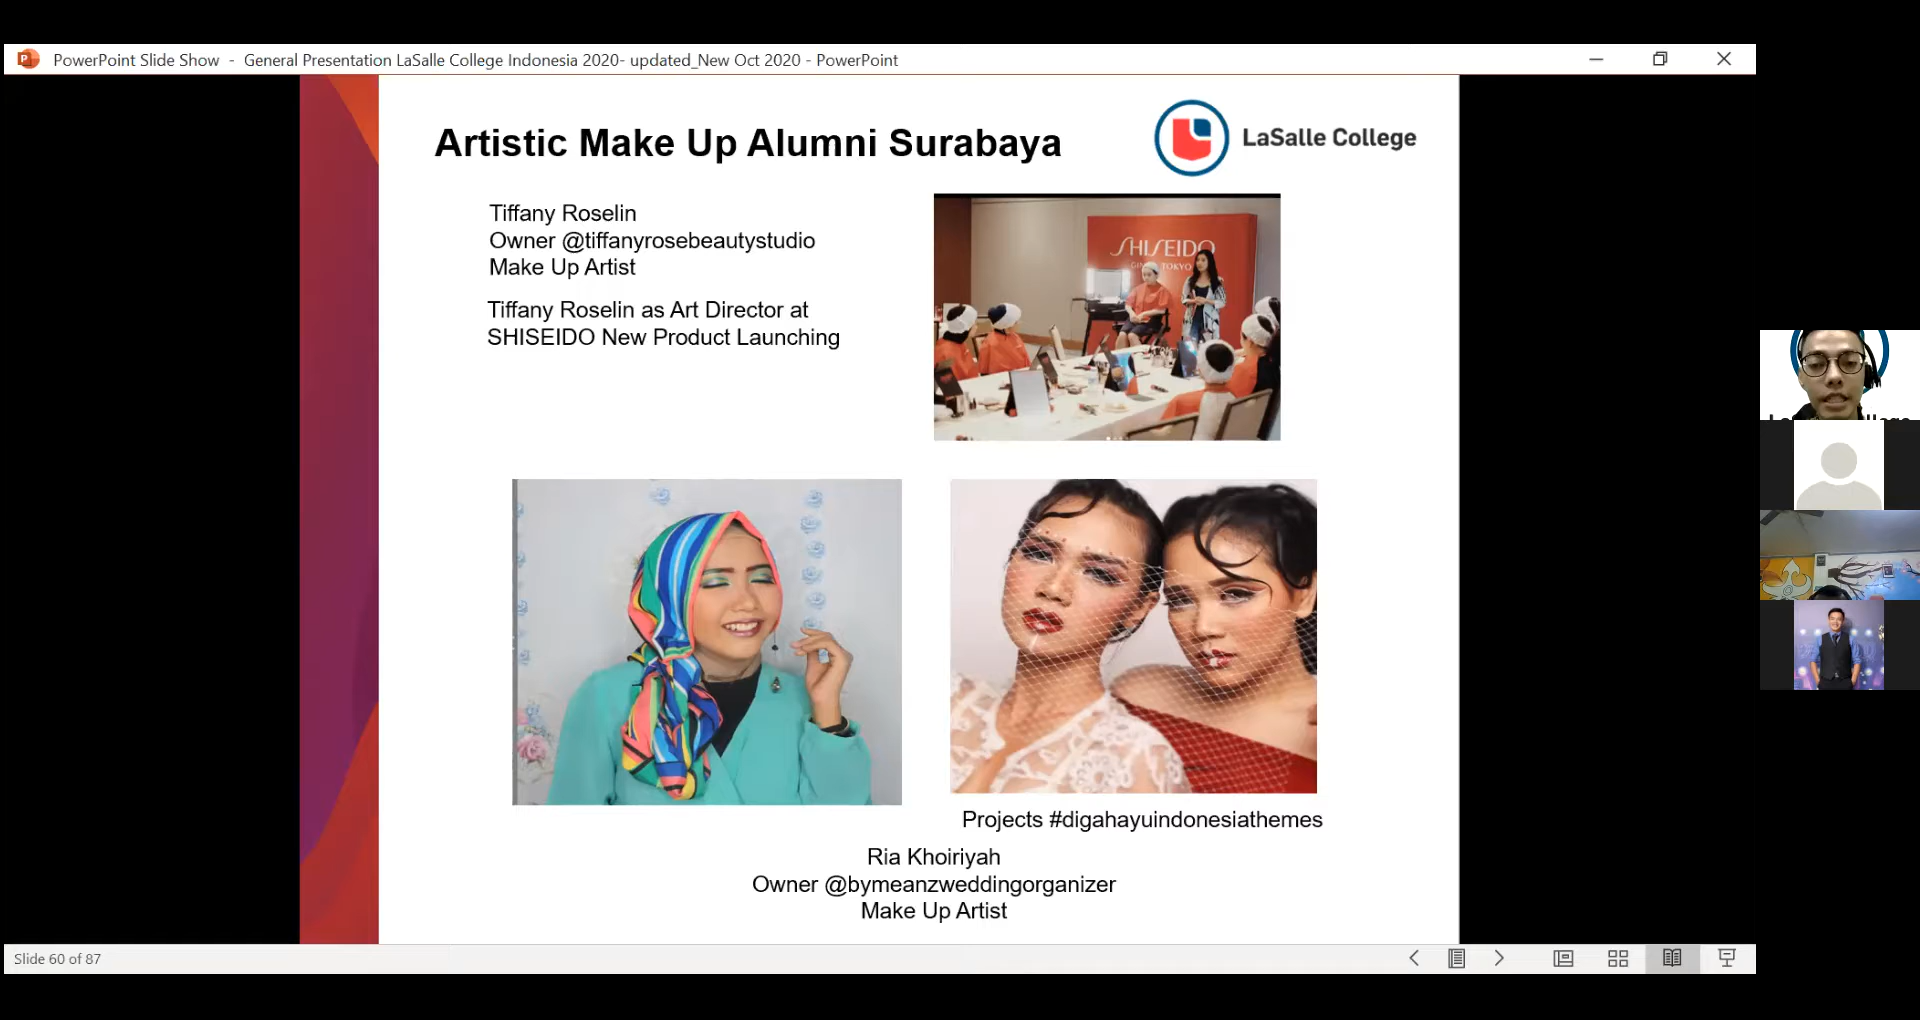 PowerPoint Slide Show - General Presentation LaSalle College Indonesia 2020- updated_New Oct 2020 - PowerPoint
Artistic Make Up Alumni Surabaya
LaSalle College
Tiffany Roselin
Owner @tiffanyrosebeautystudio
Make Up Artist
Tiffany Roselin as Art Director at
SHISEIDO New Product Launching
SHISEIDO
GINZA TOKYO
Projects #digahayuindonesiathemes
Ria Khoiriyah
Owner @bymeanzweddingorganizer
Make Up Artist
Slide 60 of 87